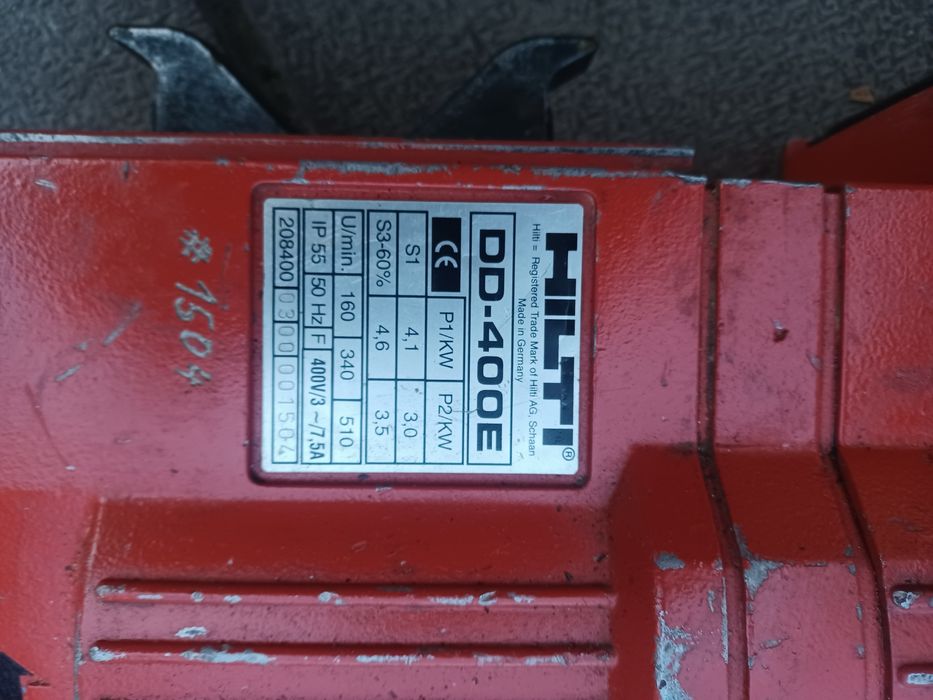 HILTI®
Hilti = Registered Trade Mark of Hilti AG, Schaan
Made in Germany
DD-400E
CE P1/KW P2/KW
S1 4,1 3,0
S3-60% 4,6 3,5
U/min. 160 340 510
IP 55 50 Hz F 400V/3~/7,5A
208400 0300001504
# 1504